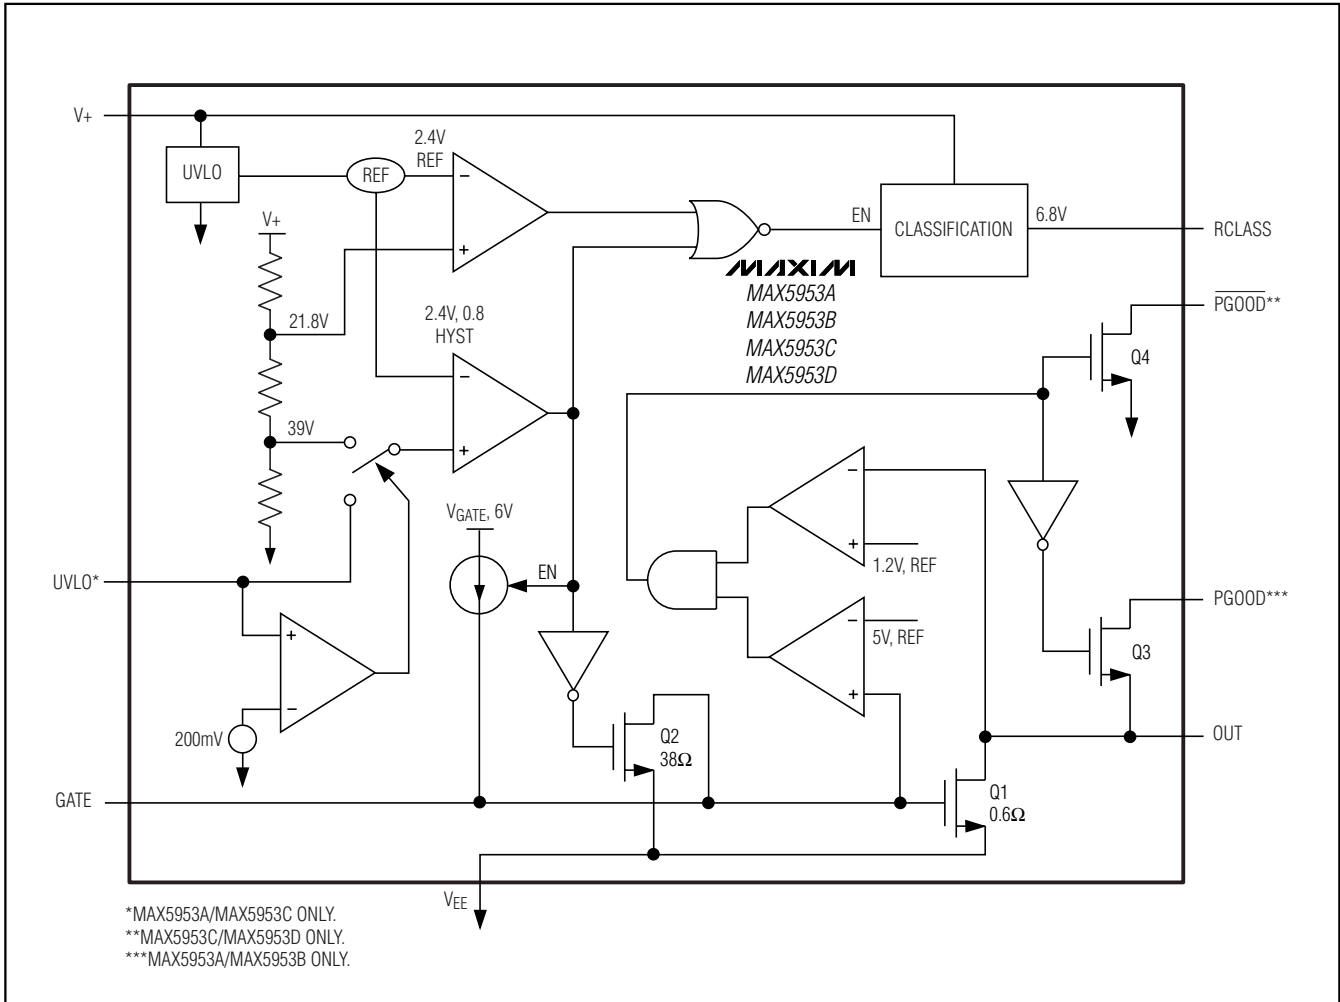 V+
2.4V
REF
UVLO
REF
−
V+
EN
CLASSIFICATION
6.8V
RCLASS
+
MAXIM
MAX5953A
MAX5953B
MAX5953C
MAX5953D
PGOOD**
21.8V
2.4V, 0.8
HYST
Q4
−
39V
+
−
VGATE, 6V
+
1.2V, REF
EN
UVLO*
PGOOD***
−
5V, REF
+
Q3
+
−
200mV
Q2
38Ω
OUT
GATE
Q1
0.6Ω
VEE
*MAX5953A/MAX5953C ONLY.
**MAX5953C/MAX5953D ONLY.
***MAX5953A/MAX5953B ONLY.